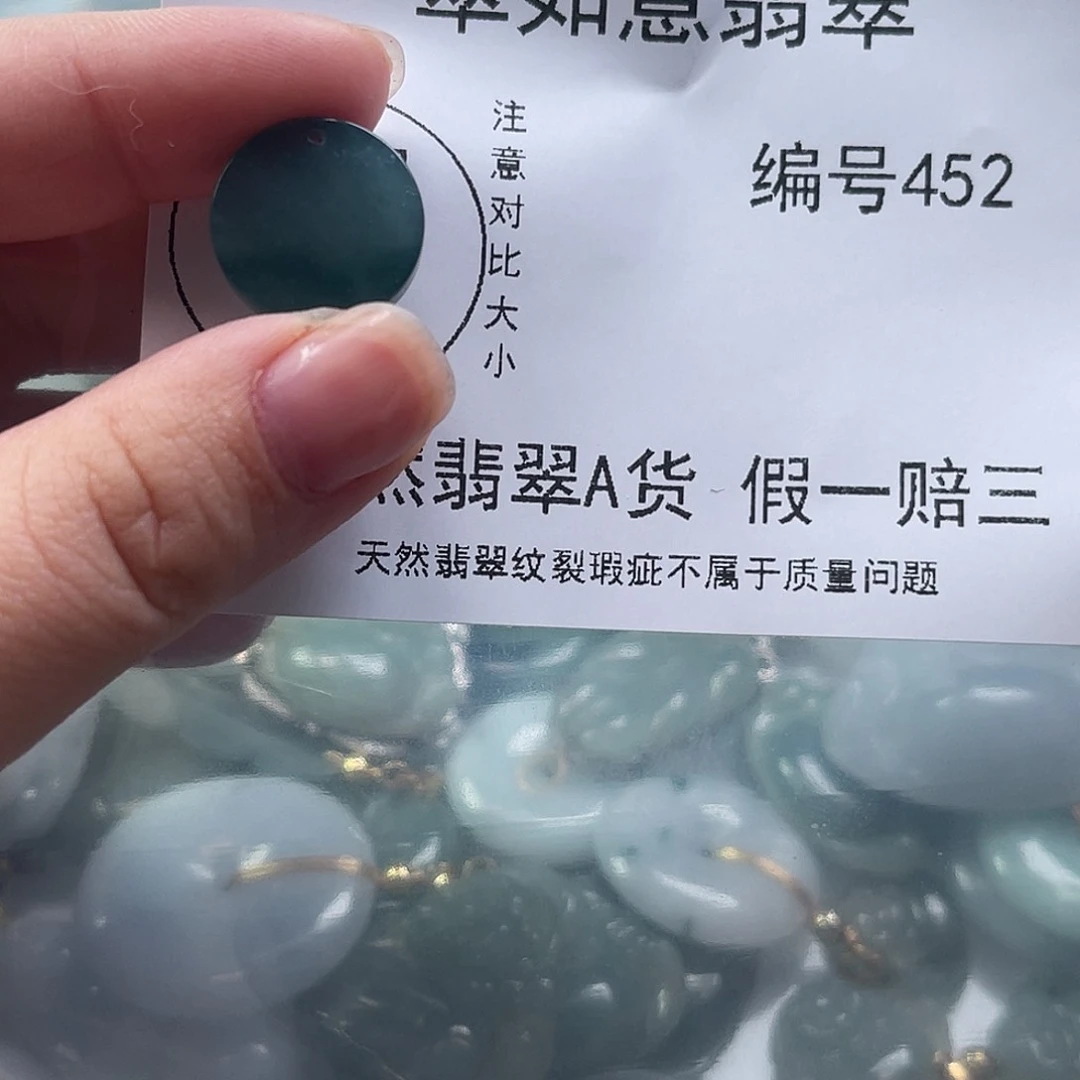 翠如意翡翠
注意对比大小
编号452
然翡翠A货 假一赔三
天然翡翠纹裂瑕疵不属于质量问题